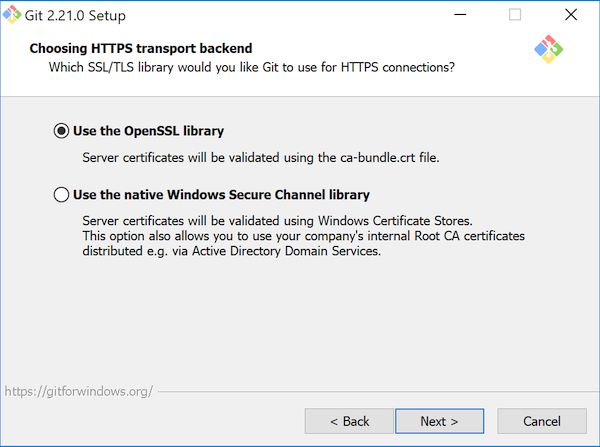 Git 2.21.0 Setup
Choosing HTTPS transport backend
Which SSL/TLS library would you like Git to use for HTTPS connections?
Use the OpenSSL library
Server certificates will be validated using the ca-bundle.crt file.
Use the native Windows Secure Channel library
Server certificates will be validated using Windows Certificate Stores.
This option also allows you to use your company's internal Root CA certificates
distributed e.g. via Active Directory Domain Services.
https://gitforwindows.org/
< Back
Next >
Cancel